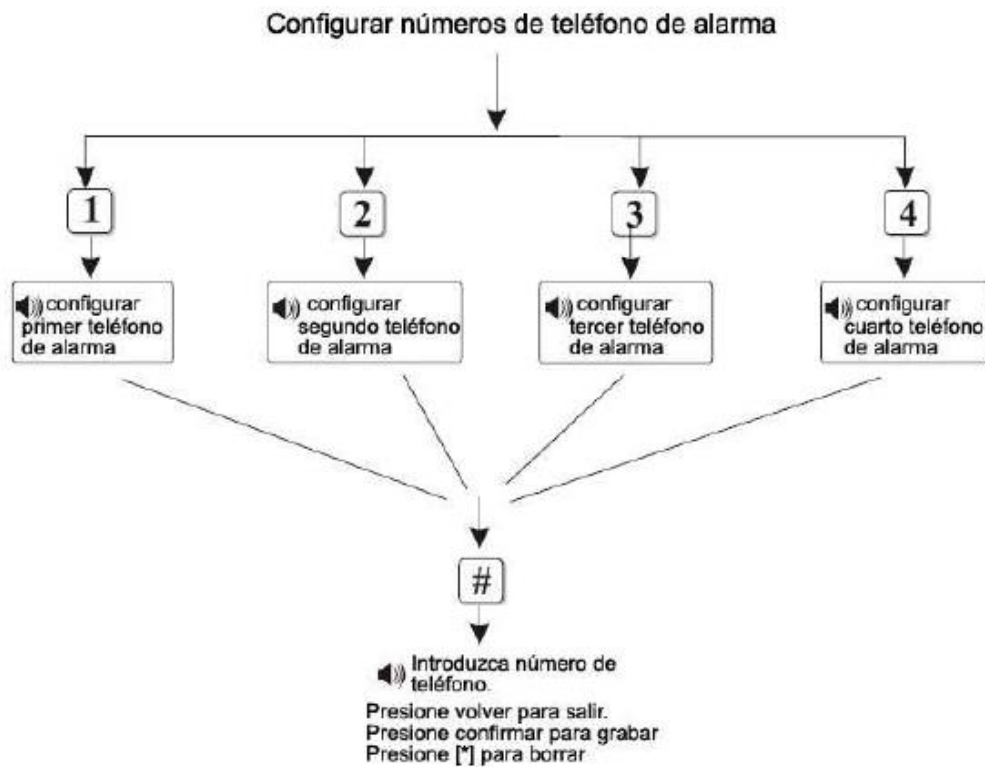 Configurar números de teléfono de alarma
1
2
3
4
configurar
primer teléfono
de alarma
configurar
segundo teléfono
de alarma
configurar
tercer teléfono
de alarma
configurar
cuarto teléfono
de alarma
#
Introduzca número de
teléfono.
Presione volver para salir.
Presione confirmar para grabar
Presione [*] para borrar